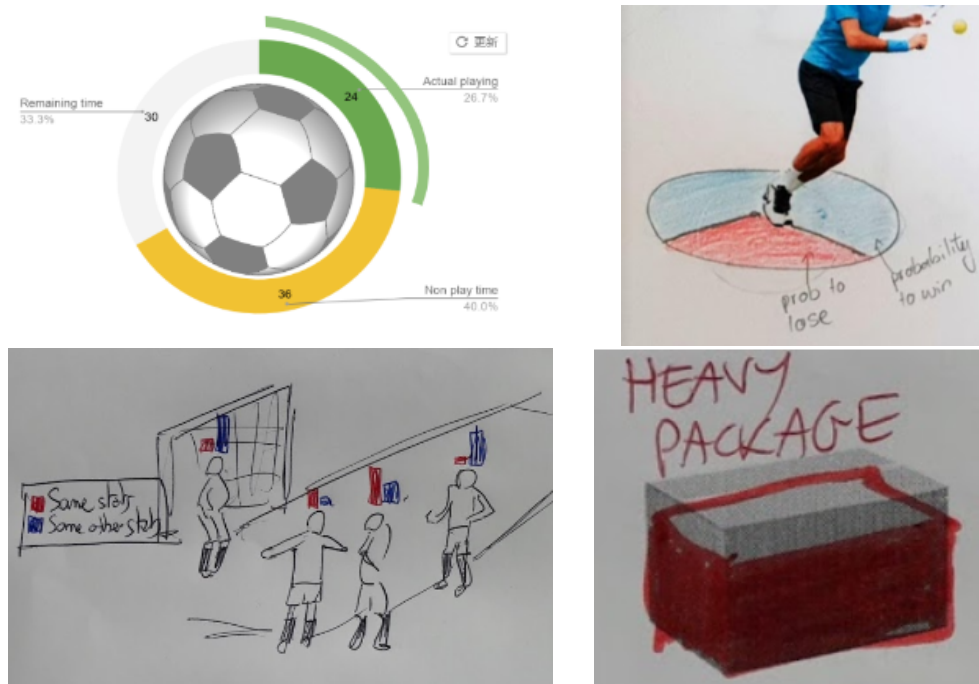 更新
Actual playing
26.7%
24
Remaining time
33.3%
30
36
Non play time
40.0%
prob to
lose
probability
to win
Some stats
Some other stats
HEAVY
PACKAGE